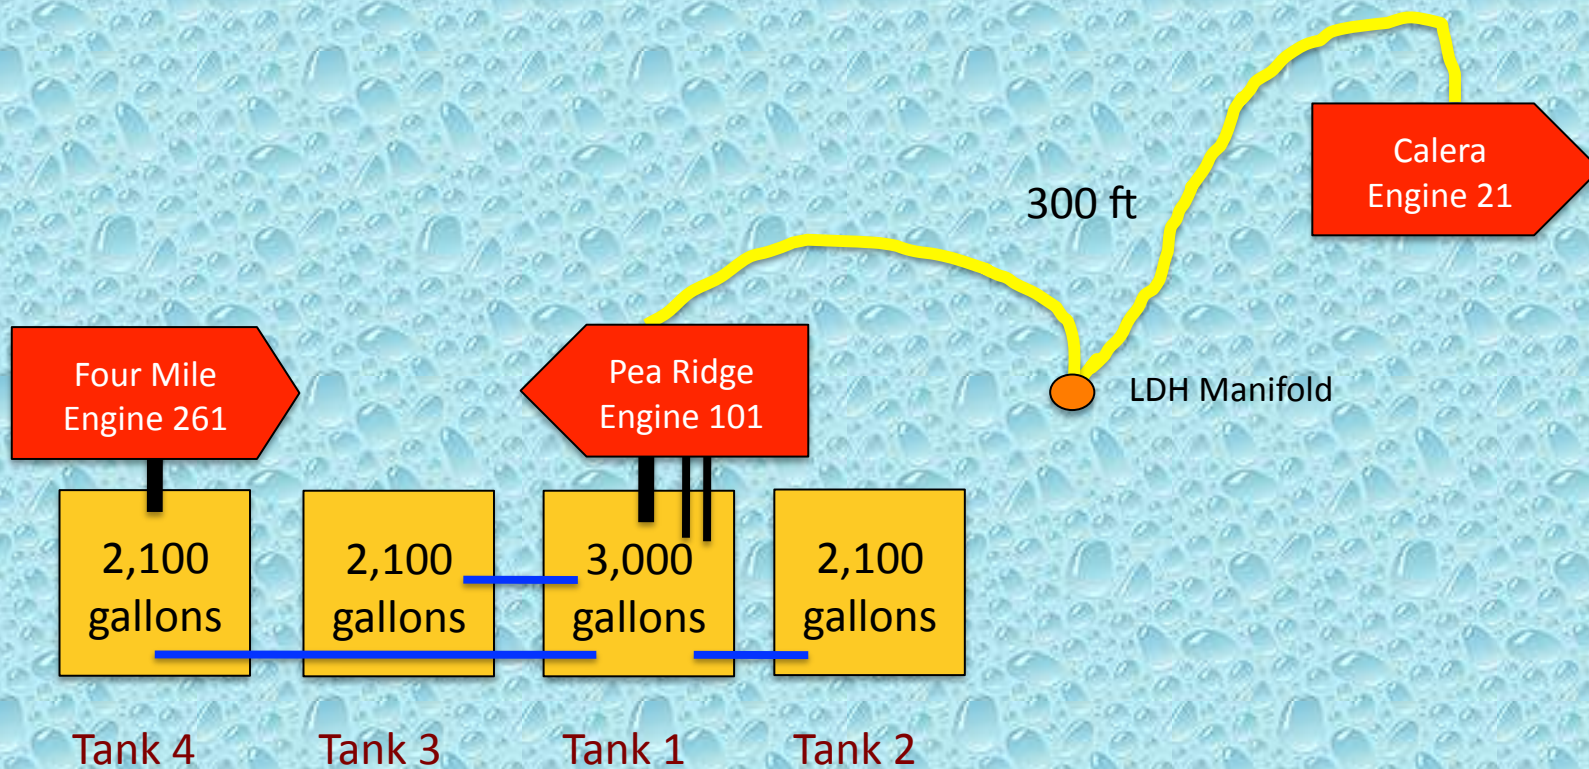 Calera
Engine 21
300 ft
Four Mile
Engine 261
Pea Ridge
Engine 101
LDH Manifold
2,100
gallons
2,100
gallons
3,000
gallons
2,100
gallons
Tank 4
Tank 3
Tank 1
Tank 2